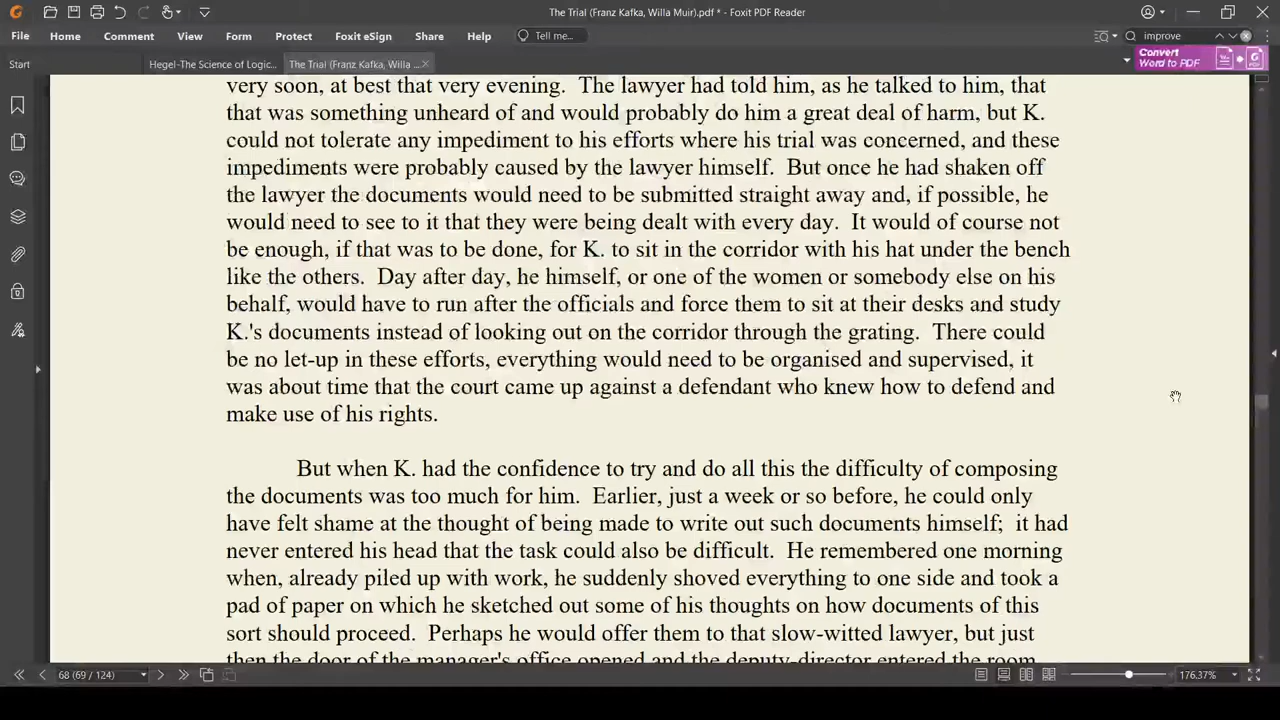 The Trial (Franz Kafka, Willa Muir).pdf * - Foxit PDF Reader
File Home Comment View Form Protect Foxit eSign Share Help Tell me... improve
Start Hegel-The Science of Logic... The Trial (Franz Kafka, Willa ... Convert
Word to PDF
very soon, at best that very evening. The lawyer had told him, as he talked to him, that
that was something unheard of and would probably do him a great deal of harm, but K.
could not tolerate any impediment to his efforts where his trial was concerned, and these
impediments were probably caused by the lawyer himself. But once he had shaken off
the lawyer the documents would need to be submitted straight away and, if possible, he
would need to see to it that they were being dealt with every day. It would of course not
be enough, if that was to be done, for K. to sit in the corridor with his hat under the bench
like the others. Day after day, he himself, or one of the women or somebody else on his
behalf, would have to run after the officials and force them to sit at their desks and study
K.'s documents instead of looking out on the corridor through the grating. There could
be no let-up in these efforts, everything would need to be organised and supervised, it
was about time that the court came up against a defendant who knew how to defend and
make use of his rights.
But when K. had the confidence to try and do all this the difficulty of composing
the documents was too much for him. Earlier, just a week or so before, he could only
have felt shame at the thought of being made to write out such documents himself; it had
never entered his head that the task could also be difficult. He remembered one morning
when, already piled up with work, he suddenly shoved everything to one side and took a
pad of paper on which he sketched out some of his thoughts on how documents of this
sort should proceed. Perhaps he would offer them to that slow-witted lawyer, but just
then the door of the manager's office opened and the deputy-director entered the room
68 (69 / 124) 176.37%